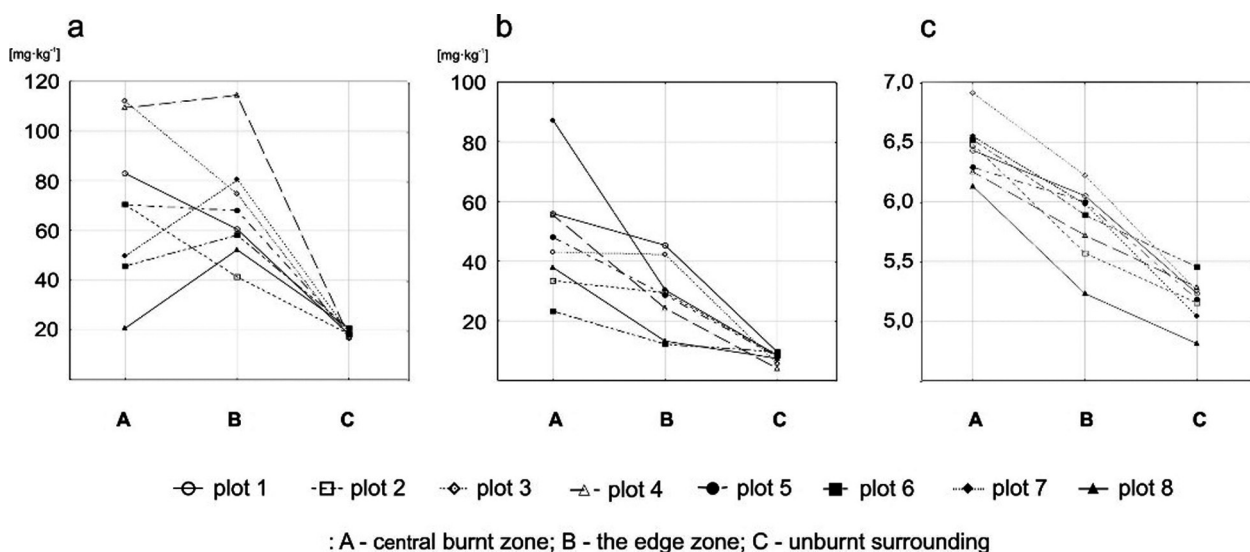 a b c
[mg·kg⁻¹] [mg·kg⁻¹]
120 100 7,0
100 80 6,5
80 60 6,0
60 40 5,5
40 20 5,0
20
A B C A B C A B C
plot 1 plot 2 plot 3 plot 4 plot 5 plot 6 plot 7 plot 8
: A - central burnt zone; B - the edge zone; C - unburnt surrounding